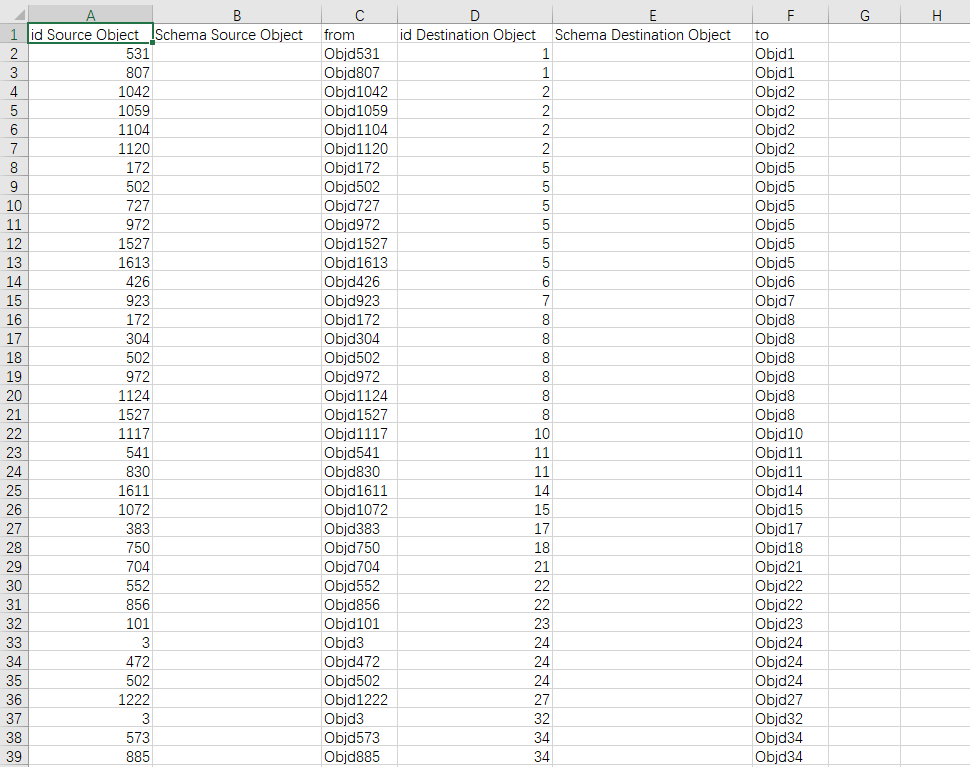 A B C D E F G H
1 id Source Object Schema Source Object from id Destination Object Schema Destination Object to
2 531 Objd531 1 Objd1
3 807 Objd807 1 Objd1
4 1042 Objd1042 2 Objd2
5 1059 Objd1059 2 Objd2
6 1104 Objd1104 2 Objd2
7 1120 Objd1120 2 Objd2
8 172 Objd172 5 Objd5
9 502 Objd502 5 Objd5
10 727 Objd727 5 Objd5
11 972 Objd972 5 Objd5
12 1527 Objd1527 5 Objd5
13 1613 Objd1613 5 Objd5
14 426 Objd426 6 Objd6
15 923 Objd923 7 Objd7
16 172 Objd172 8 Objd8
17 304 Objd304 8 Objd8
18 502 Objd502 8 Objd8
19 972 Objd972 8 Objd8
20 1124 Objd1124 8 Objd8
21 1527 Objd1527 8 Objd8
22 1117 Objd1117 10 Objd10
23 541 Objd541 11 Objd11
24 830 Objd830 11 Objd11
25 1611 Objd1611 14 Objd14
26 1072 Objd1072 15 Objd15
27 383 Objd383 17 Objd17
28 750 Objd750 18 Objd18
29 704 Objd704 21 Objd21
30 552 Objd552 22 Objd22
31 856 Objd856 22 Objd22
32 101 Objd101 23 Objd23
33 3 Objd3 24 Objd24
34 472 Objd472 24 Objd24
35 502 Objd502 24 Objd24
36 1222 Objd1222 27 Objd27
37 3 Objd3 32 Objd32
38 573 Objd573 34 Objd34
39 885 Objd885 34 Objd34